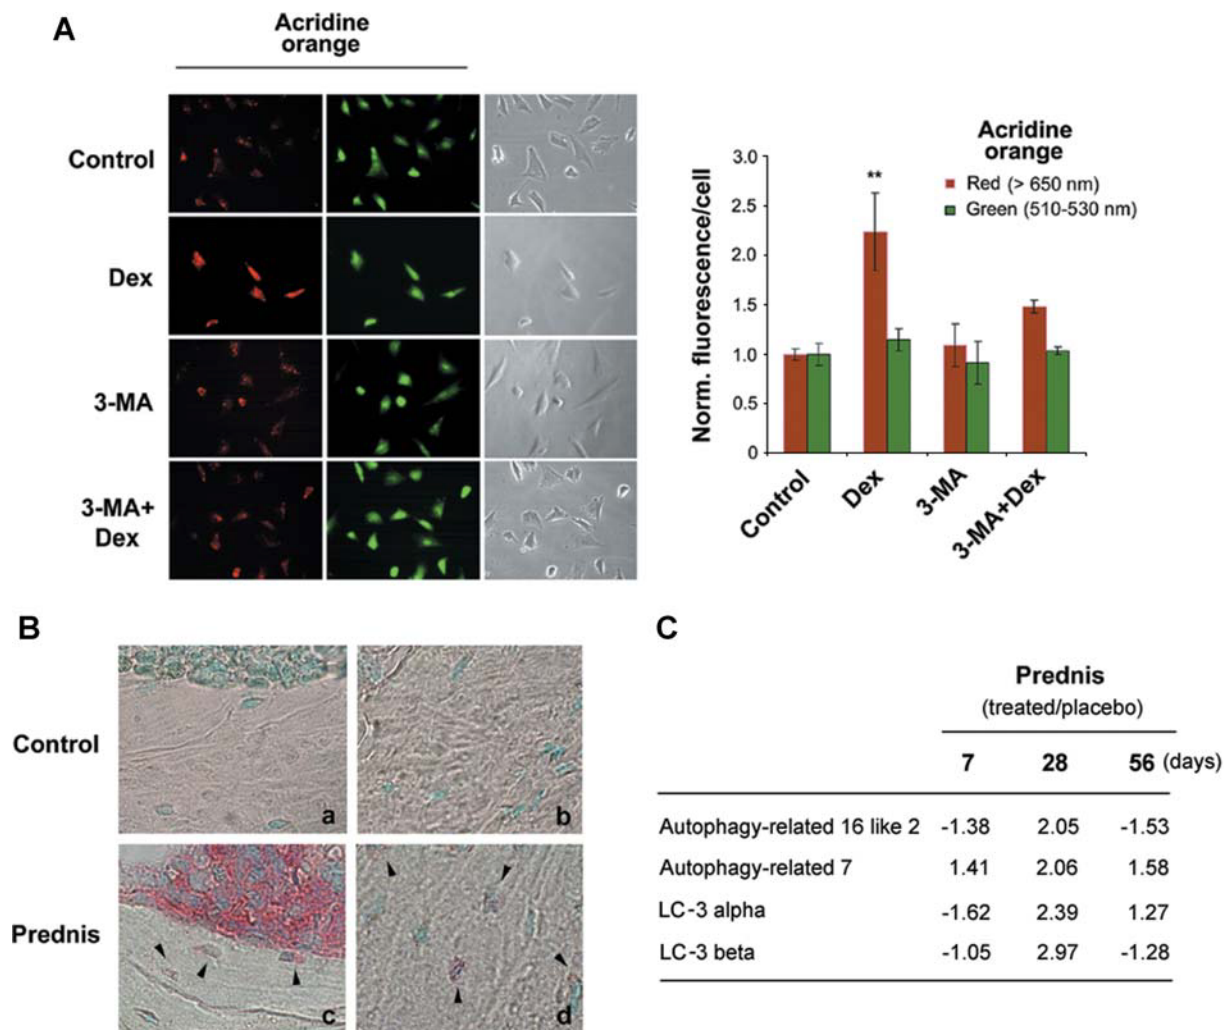 A
Acridine
orange
Control
Dex
3-MA
3-MA+
Dex
Acridine
orange
Red (> 650 nm)
Green (510-530 nm)
**
Norm. fluorescence/cell
3.0
2.5
2.0
1.5
1.0
0.5
0
Control
Dex
3-MA
3-MA+Dex
B
Control
a
b
Prednis
c
d
C
Prednis
(treated/placebo)
7 28 56 (days)
Autophagy-related 16 like 2 -1.38 2.05 -1.53
Autophagy-related 7 1.41 2.06 1.58
LC-3 alpha -1.62 2.39 1.27
LC-3 beta -1.05 2.97 -1.28